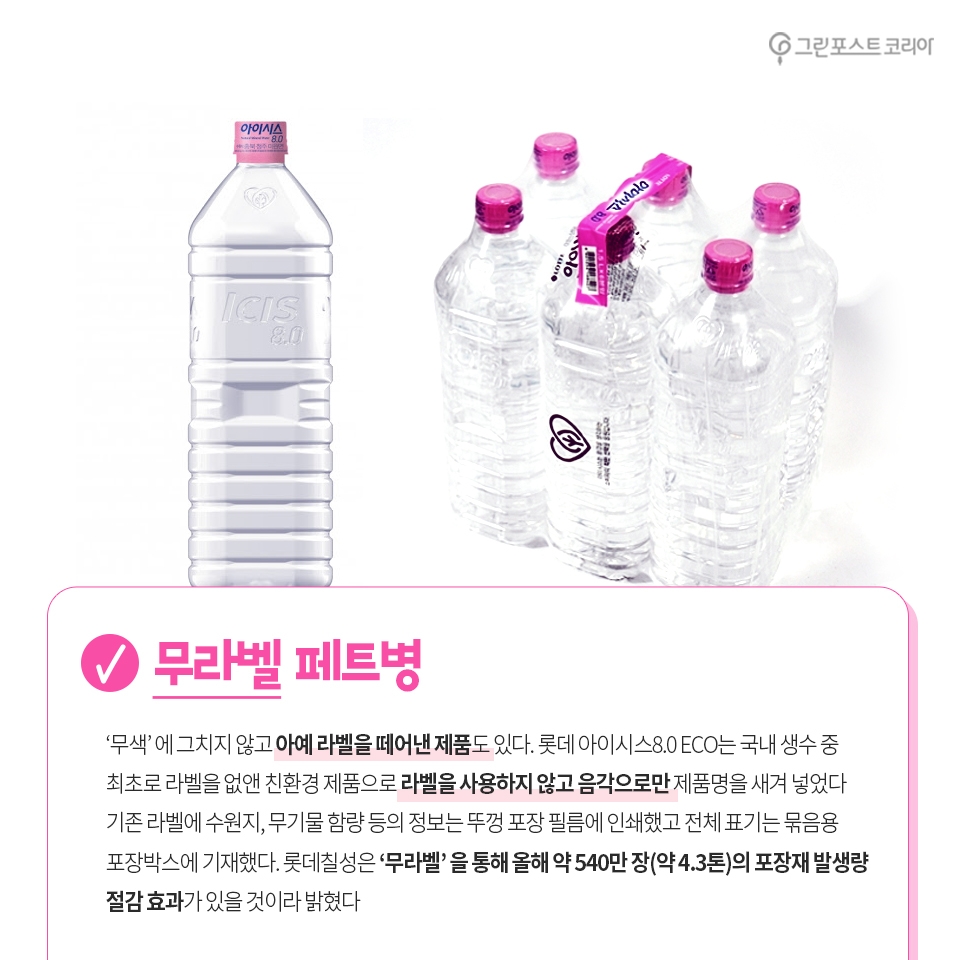 그린포스트코리아
아이시스
8.0
ICIS
8.0
아이시스
8.0
무라벨 페트병
‘무색’ 에 그치지 않고 아예 라벨을 떼어낸 제품도 있다. 롯데 아이시스8.0 ECO는 국내 생수 중
최초로 라벨을 없앤 친환경 제품으로 라벨을 사용하지 않고 음각으로만 제품명을 새겨 넣었다
기존 라벨에 수원지, 무기물 함량 등의 정보는 뚜껑 포장 필름에 인쇄했고 전체 표기는 묶음용
포장박스에 기재했다. 롯데칠성은 ‘무라벨’ 을 통해 올해 약 540만 장(약 4.3톤)의 포장재 발생량
절감 효과가 있을 것이라 밝혔다